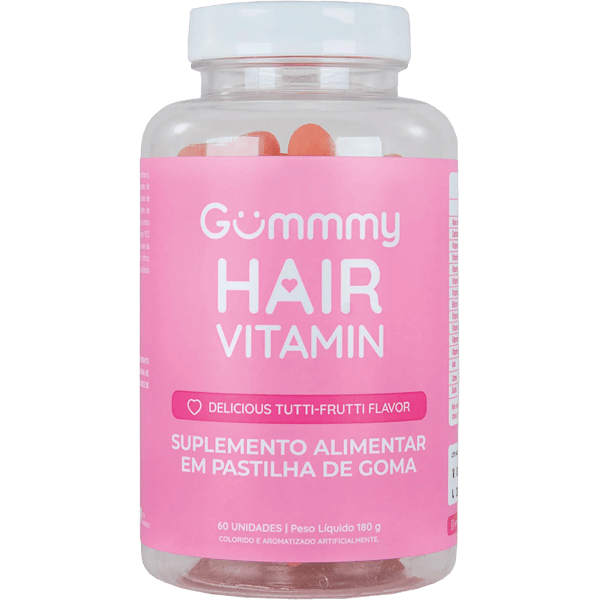 Gümmmy
HAIR
VITAMIN
DELICIOUS TUTTI-FRUTTI FLAVOR
SUPLEMENTO ALIMENTAR
EM PASTILHA DE GOMA
60 UNIDADES | Peso Líquido 180 g
COLORIDO E AROMATIZADO ARTIFICIALMENTE.